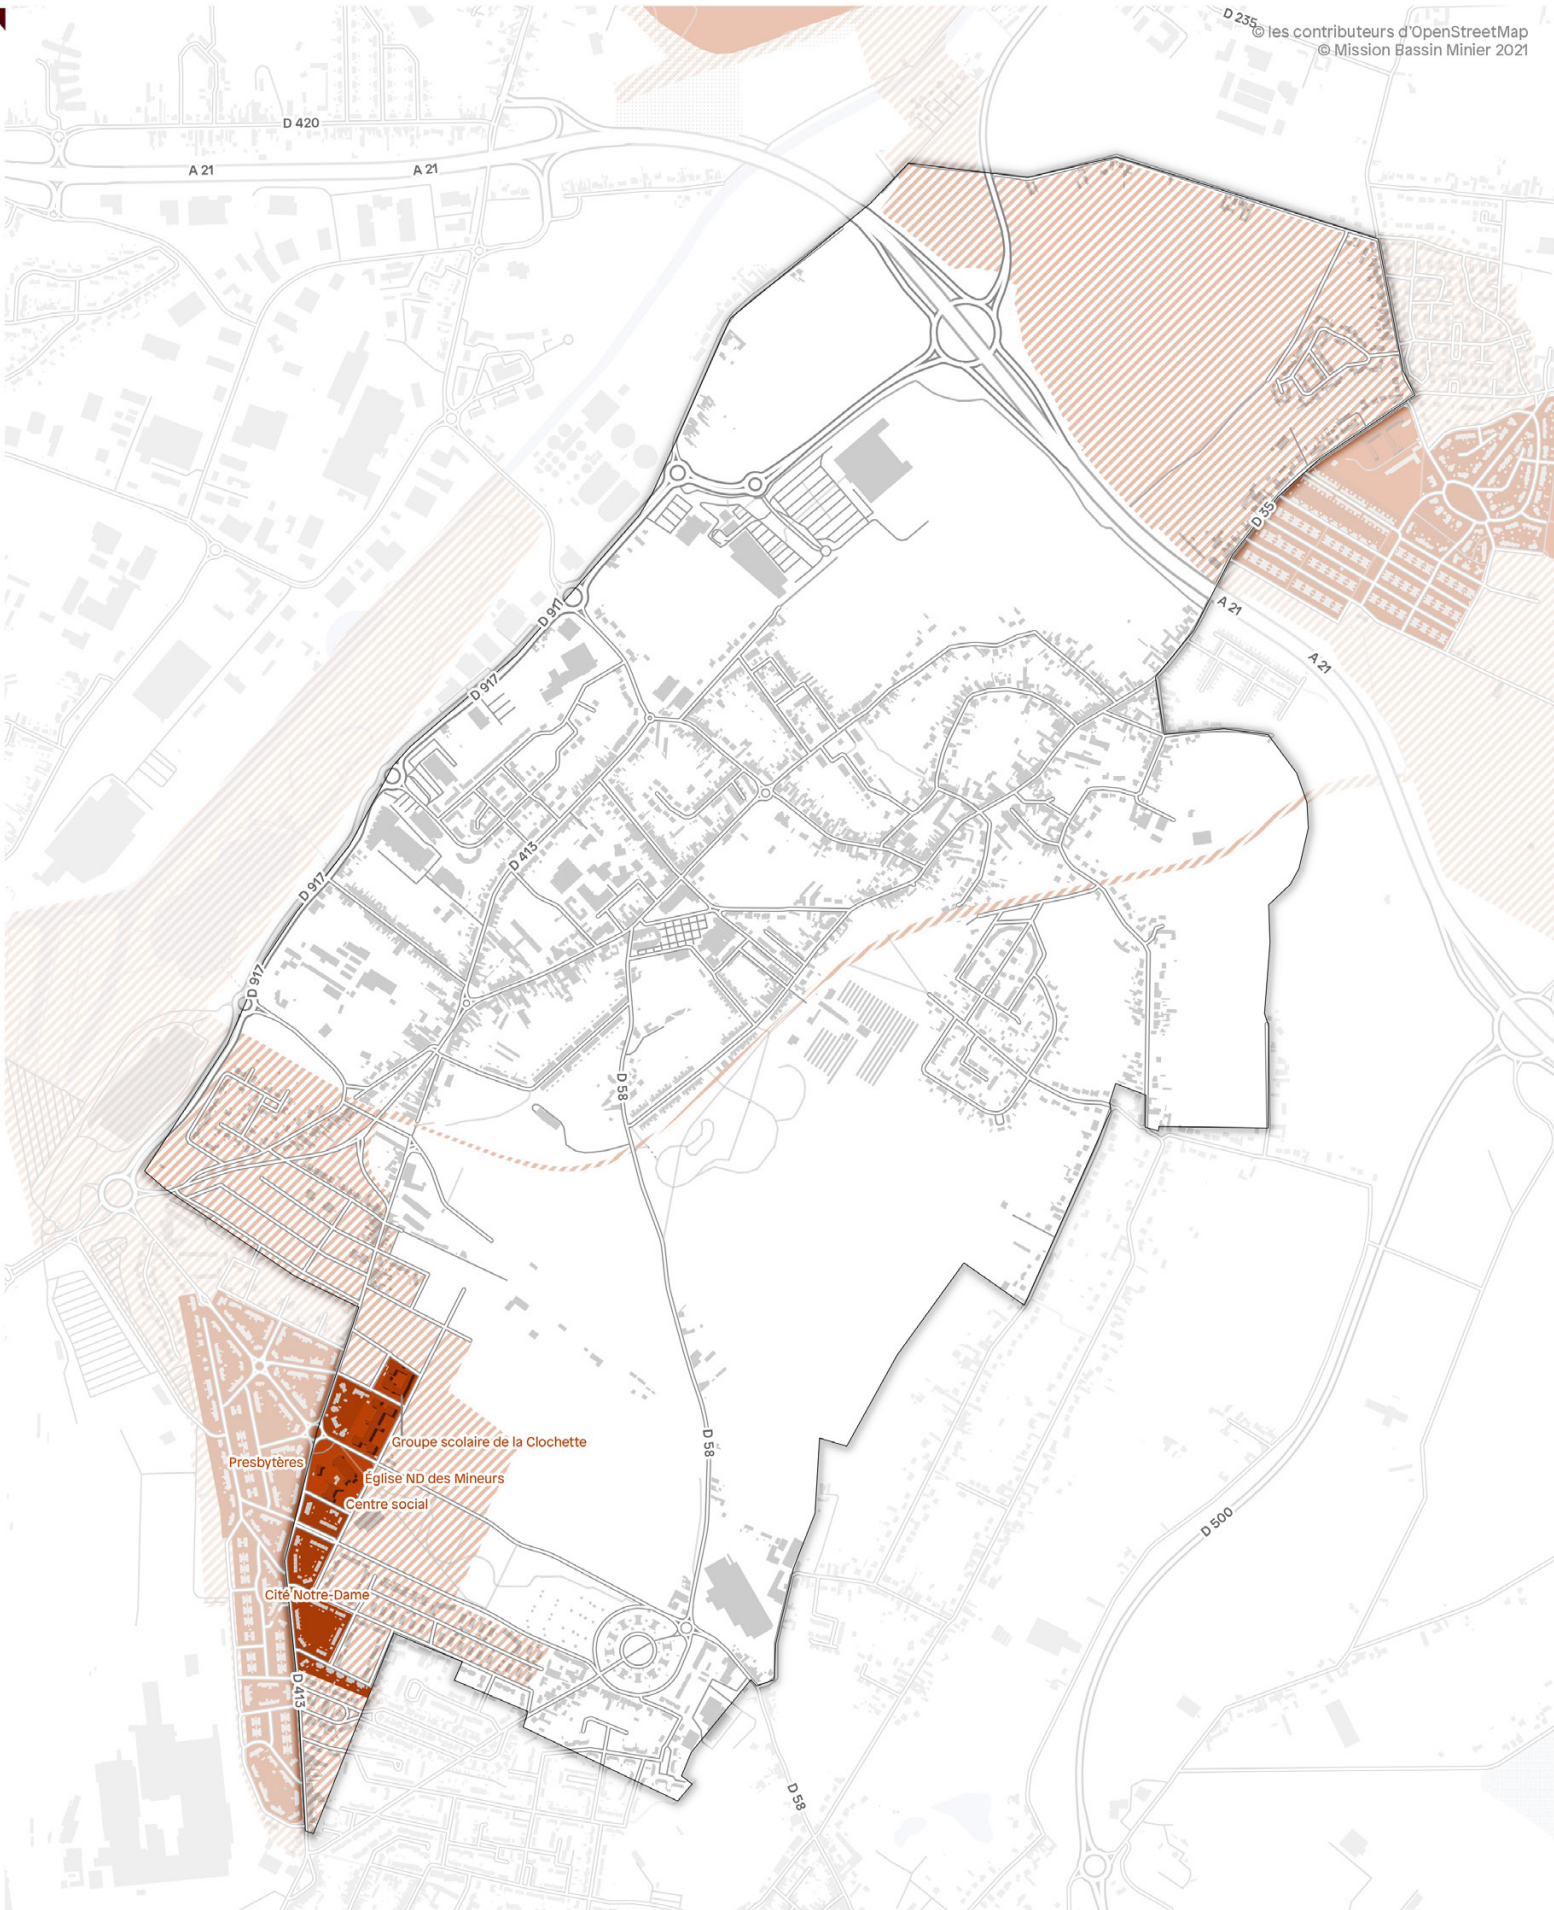 D 235
© les contributeurs d'OpenStreetMap
© Mission Bassin Minier 2021
D 420
A 21
A 21
D 35
A 21
D 917
A 21
D 917
D 413
D 917
D 917
D 58
Groupe scolaire de la Clochette
D 58
Presbytères
Église ND des Mineurs
Centre social
D 500
Cité Notre-Dame
D 413
D 58